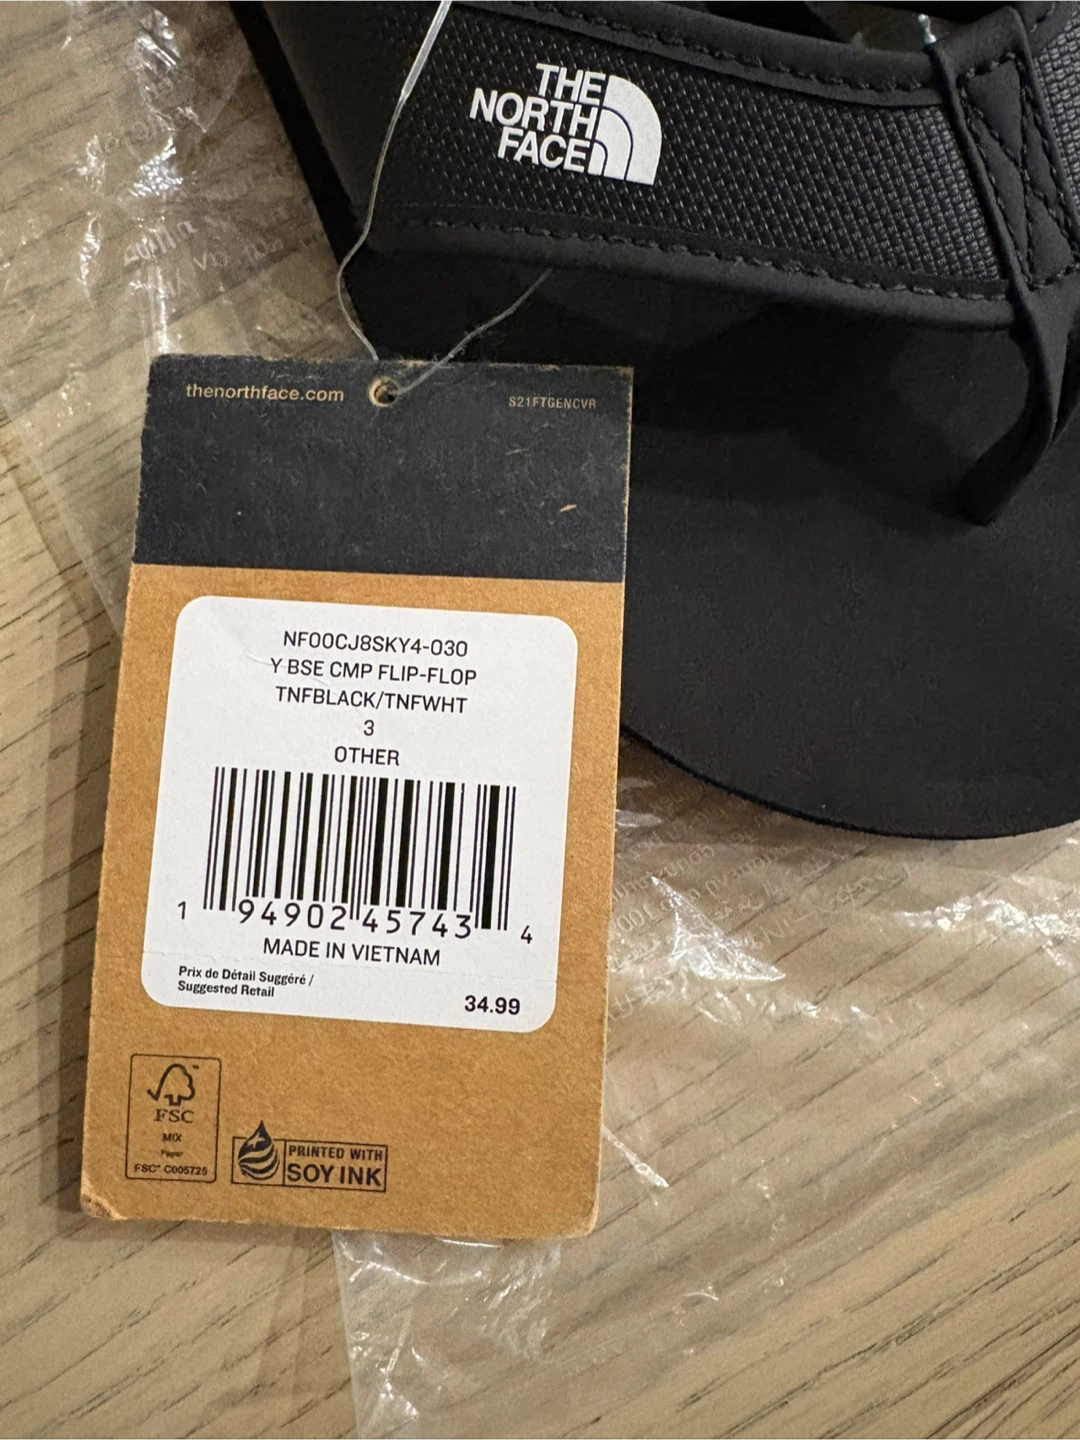 THE
NORTH
FACE
thenorthface.com
S21FTGENCVR
NF00CJ8SKY4-030
Y BSE CMP FLIP-FLOP
TNFBLACK/TNFWHT
3
OTHER
1 94902 45743 4
MADE IN VIETNAM
Prix de Détail Suggéré /
Suggested Retail
34.99
FSC
MIX
Paper
FSC® C005725
PRINTED WITH
SOY INK